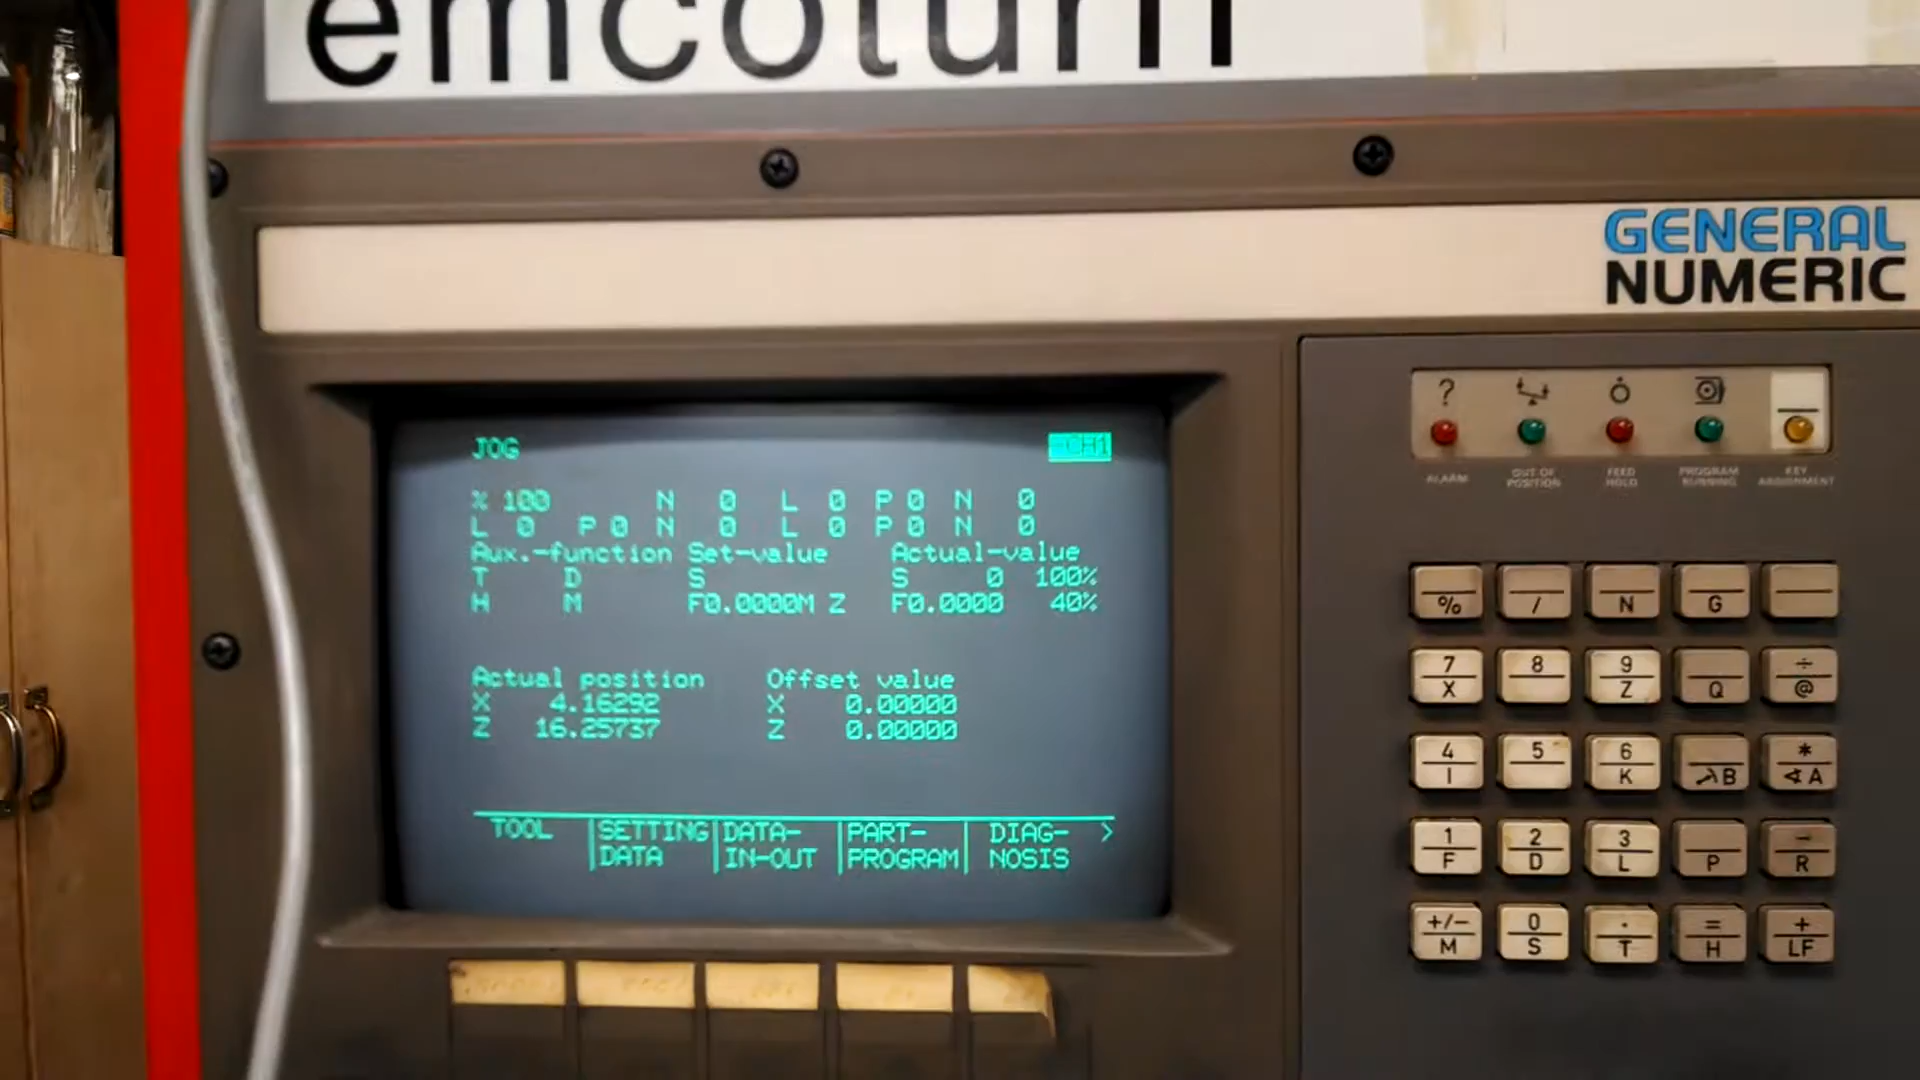 emcoturn
GENERAL
NUMERIC
?
ALARM
OUT OF
POSITION
FEED
HOLD
PROGRAM
RUNNING
KEY
ASSIGNMENT
JOG
-CH1
% 100 N 0 L 0 P 0 N 0
L 0 P 0 N 0 L 0 P 0 N 0
Aux.-function Set-value Actual-value
T D S S 0 100%
H M F0.0000M Z F0.0000 40%
Actual position Offset value
X 4.16292 X 0.00000
Z 16.25737 Z 0.00000
TOOL SETTING DATA- PART- DIAG- >
DATA IN-OUT PROGRAM NOSIS
% / N G
7 8 9 ÷
X Z Q @
4 5 6 *
I K B A
1 2 3 -
F D L P R
+/- 0 . = +
M S T H LF